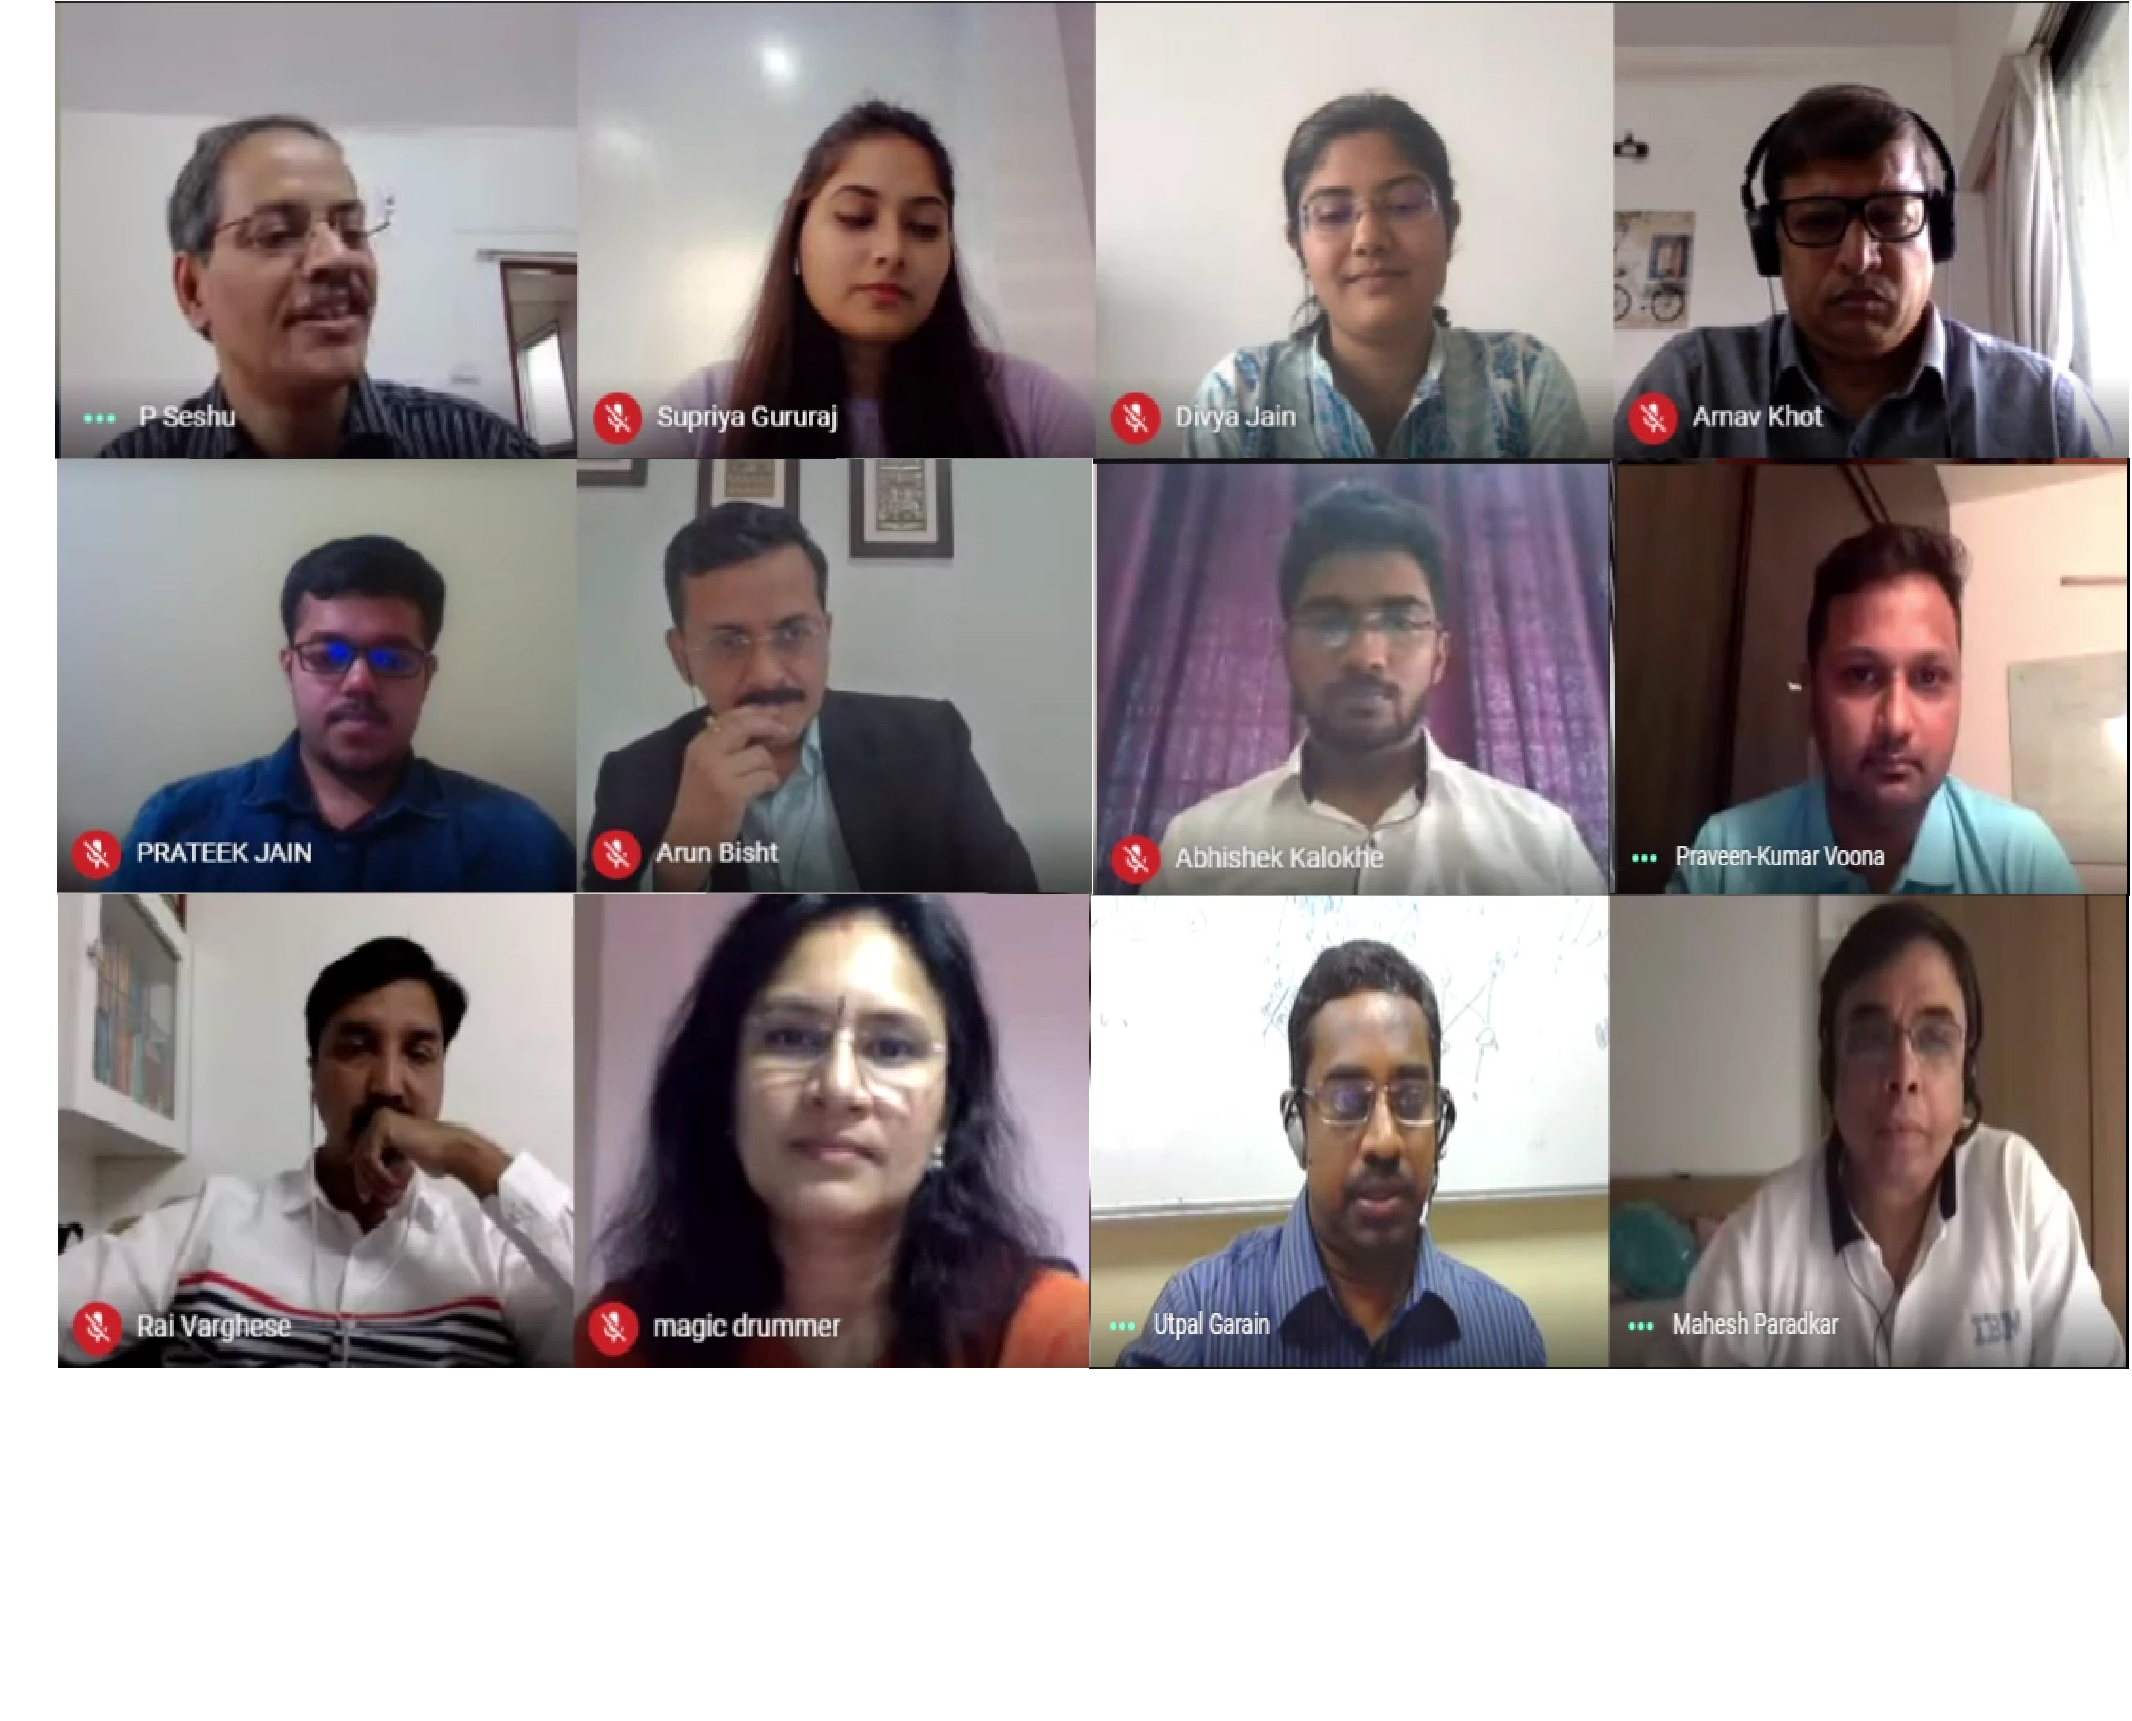 P Seshu
Supriya Gururaj
Divya Jain
Arnav Khot
PRATEEK JAIN
Arun Bisht
Abhishek Kalokhe
Praveen-Kumar Voona
Rai Varghese
magic drummer
Utpal Garain
Mahesh Paradkar
IBM